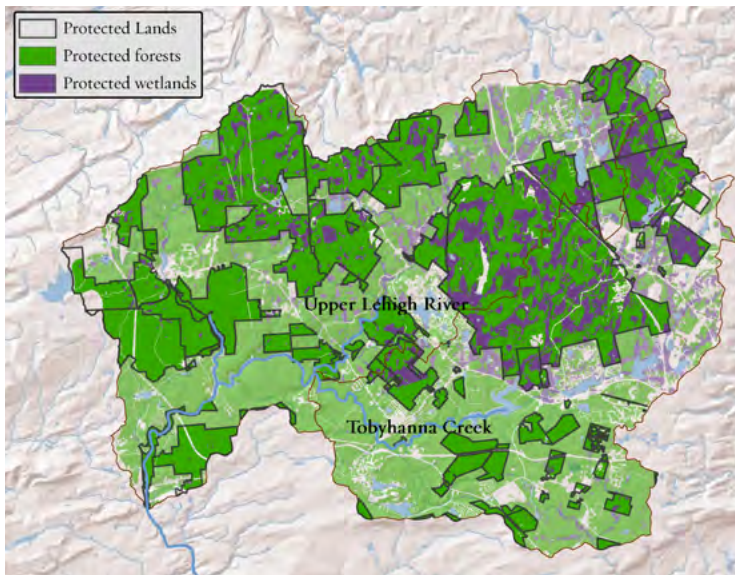 Protected Lands
Protected forests
Protected wetlands
Upper Lehigh River
Tobyhanna Creek